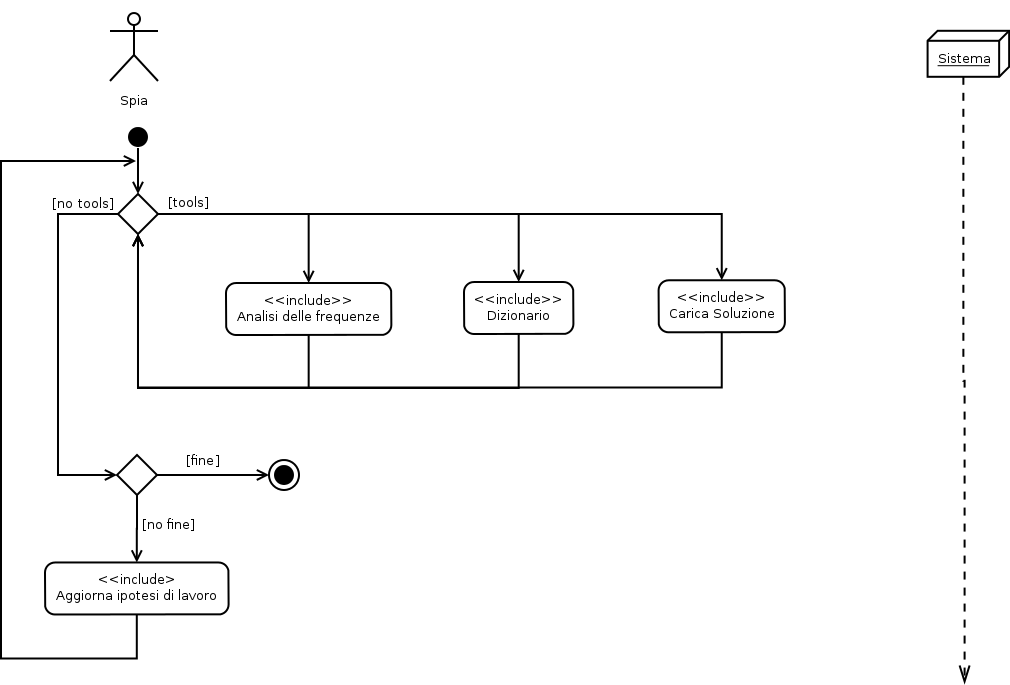 Sistema
Spia
[no tools]
[tools]
<<include>>
Analisi delle frequenze
<<include>>
Dizionario
<<include>>
Carica Soluzione
[fine]
[no fine]
<<include>
Aggiorna ipotesi di lavoro